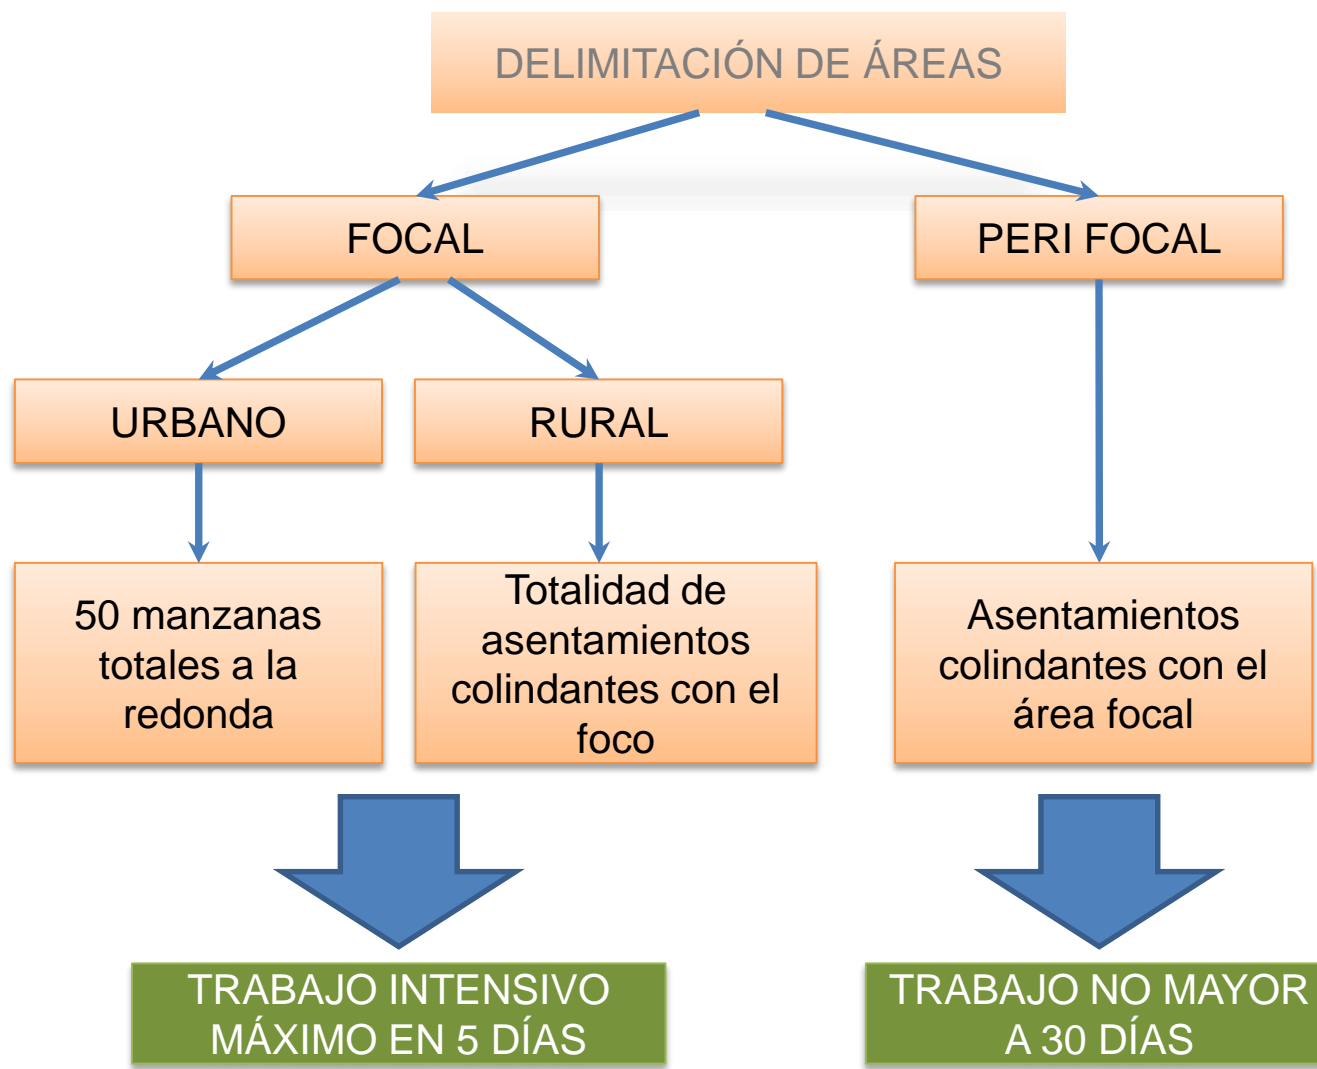 DELIMITACIÓN DE ÁREAS
FOCAL
PERI FOCAL
URBANO
RURAL
50 manzanas
totales a la
redonda
Totalidad de
asentamientos
colindantes con el
foco
Asentamientos
colindantes con el
área focal
TRABAJO INTENSIVO
MÁXIMO EN 5 DÍAS
TRABAJO NO MAYOR
A 30 DÍAS